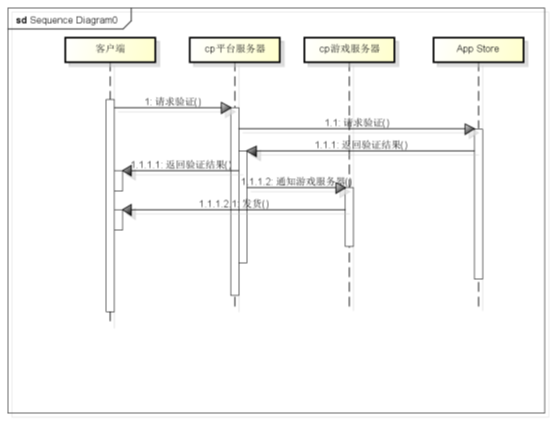 sd Sequence Diagram0
客户端
cp平台服务器
cp游戏服务器
App Store
1: 请求验证()
1.1: 请求验证()
1.1.1: 返回验证结果()
1.1.1.1: 返回验证结果()
1.1.1.2: 通知游戏服务器()
1.1.1.2.1: 发货()